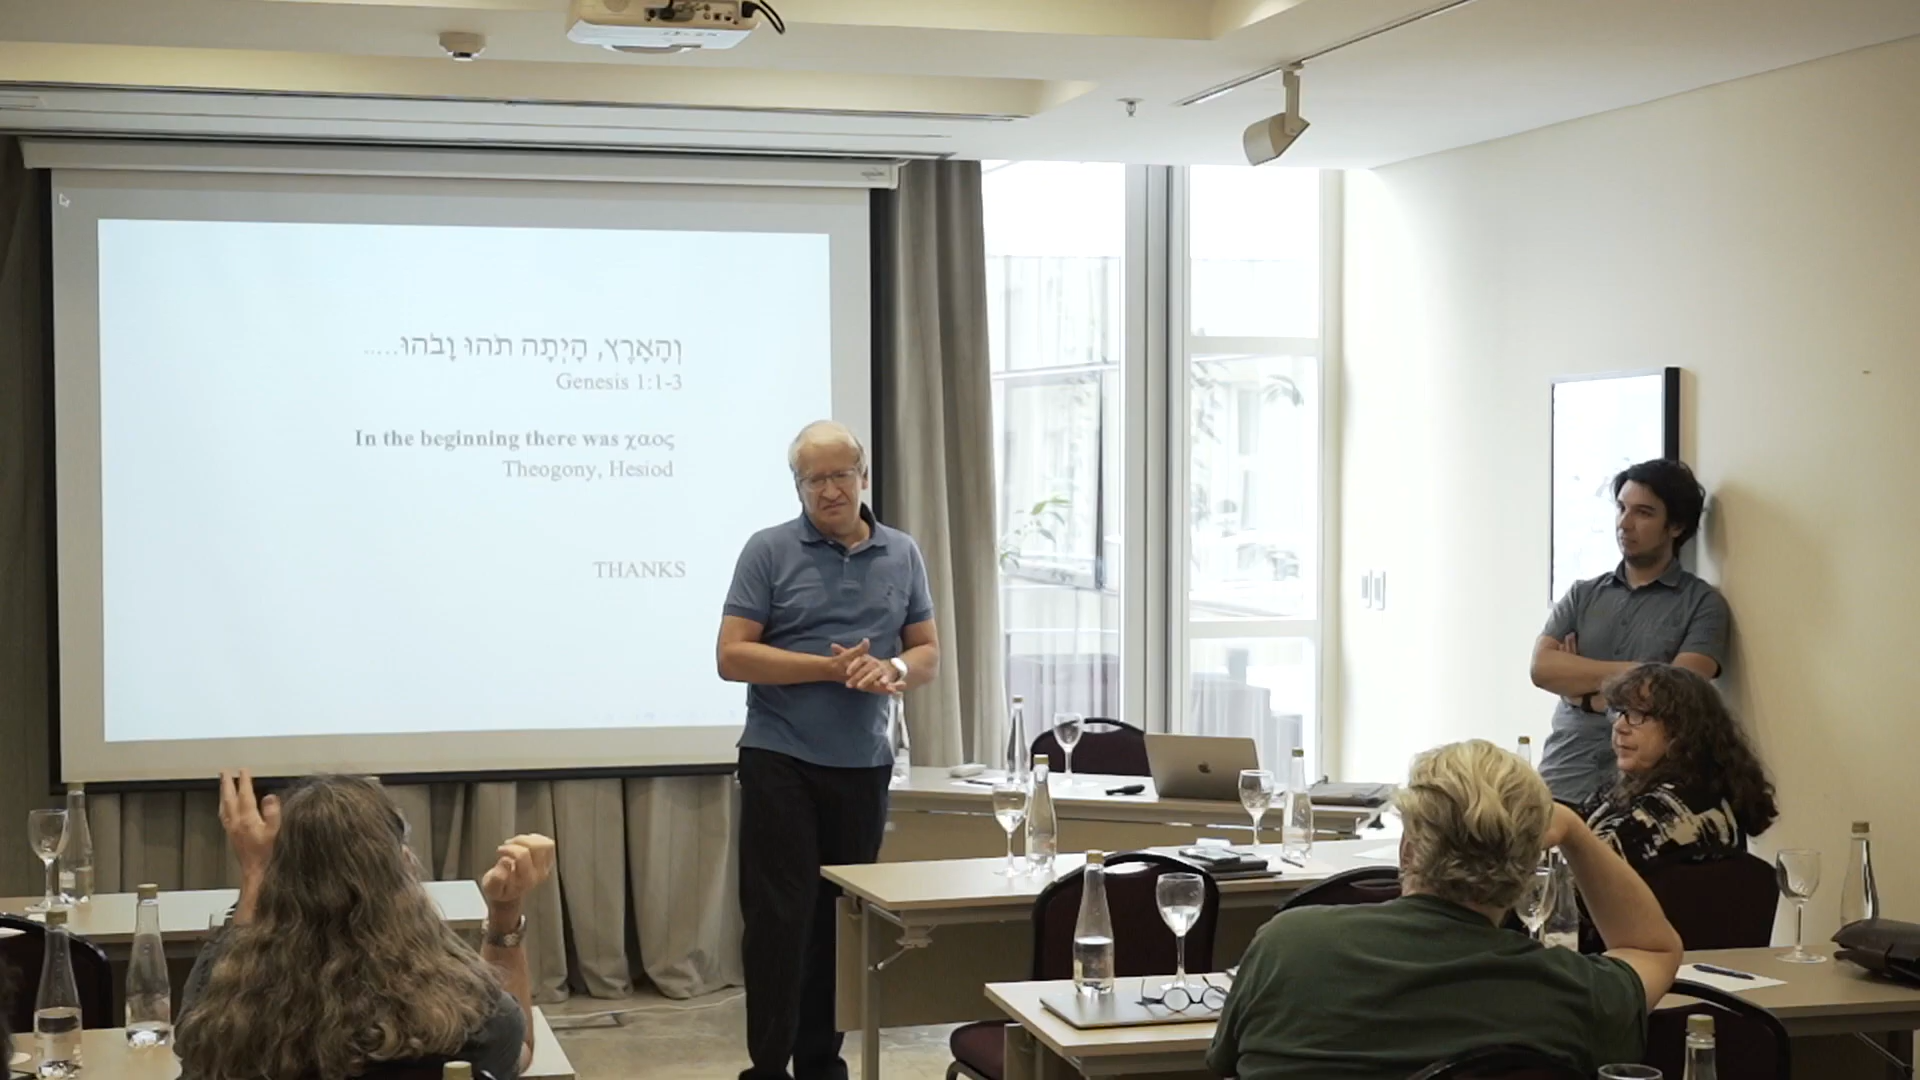 וְהָאָרֶץ, הָיְתָה תֹהוּ וָבֹהוּ.....
Genesis 1:1-3
In the beginning there was χαος
Theogony, Hesiod
THANKS